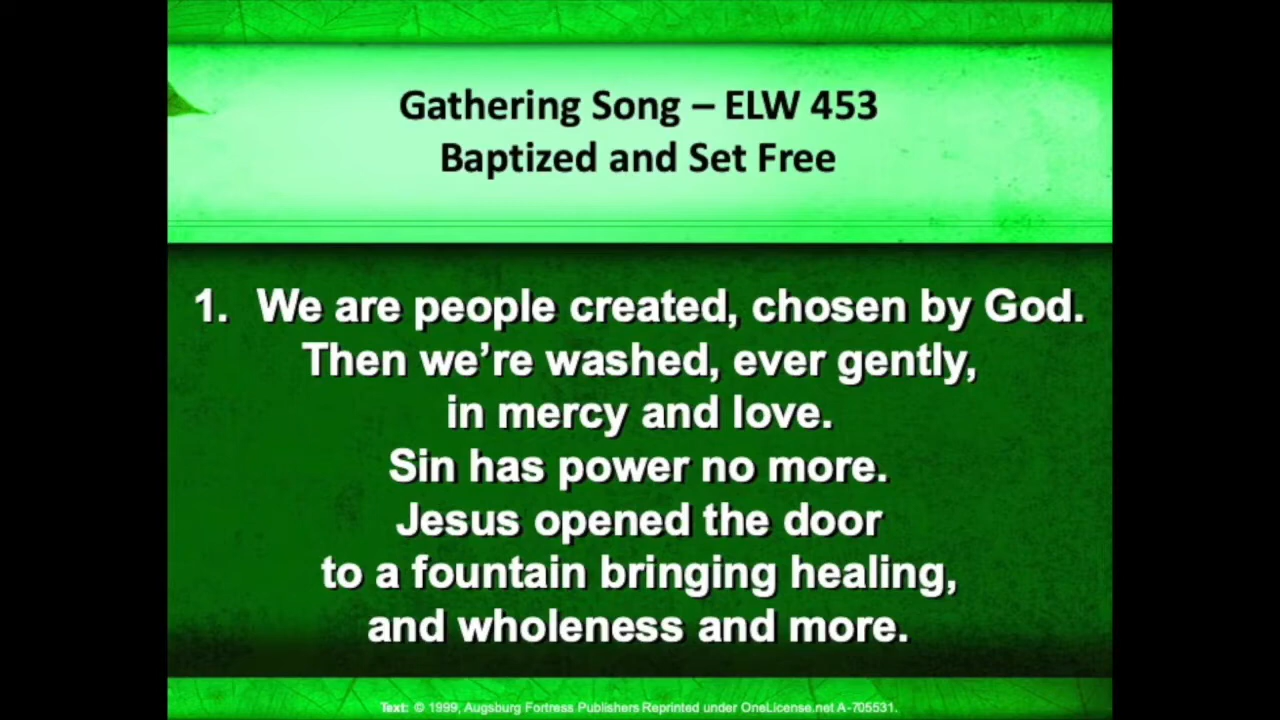 Gathering Song – ELW 453
Baptized and Set Free
1. We are people created, chosen by God.
Then we’re washed, ever gently,
in mercy and love.
Sin has power no more.
Jesus opened the door
to a fountain bringing healing,
and wholeness and more.
Text: © 1999, Augsburg Fortress Publishers Reprinted under OneLicense.net A-705531.